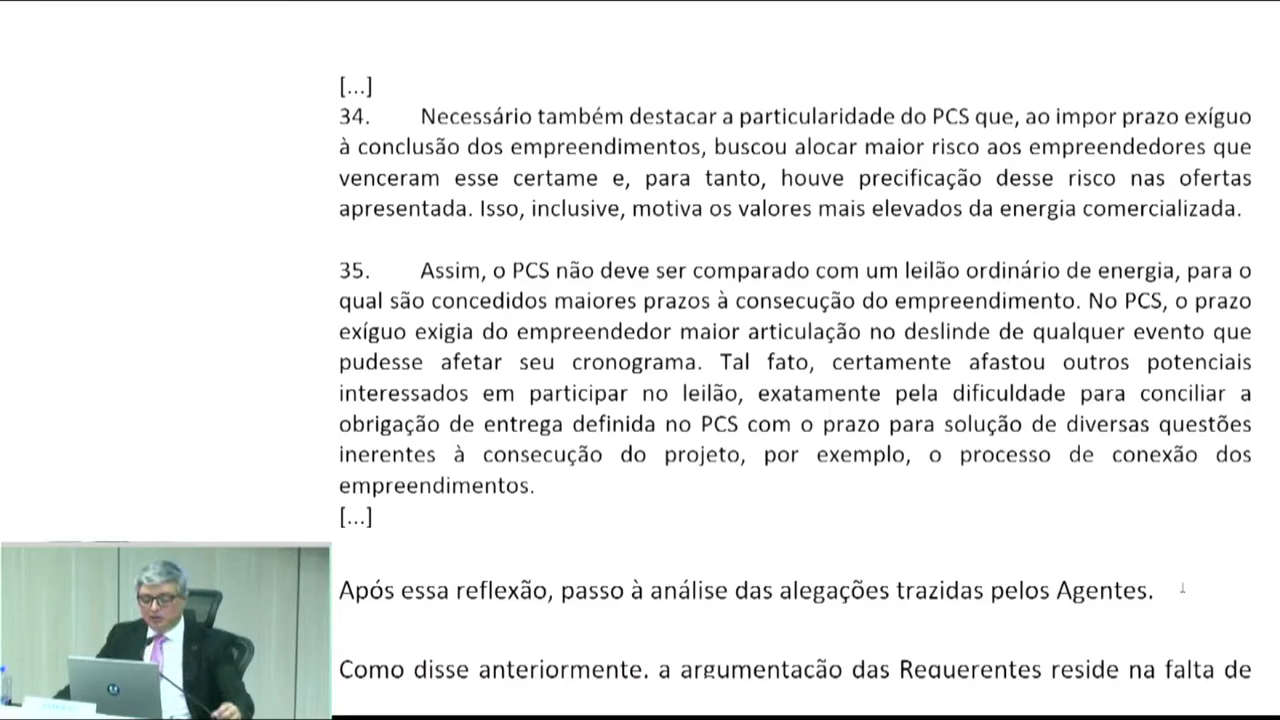 [...]
34. Necessário também destacar a particularidade do PCS que, ao impor prazo exíguo
à conclusão dos empreendimentos, buscou alocar maior risco aos empreendedores que
venceram esse certame e, para tanto, houve precificação desse risco nas ofertas
apresentada. Isso, inclusive, motiva os valores mais elevados da energia comercializada.
35. Assim, o PCS não deve ser comparado com um leilão ordinário de energia, para o
qual são concedidos maiores prazos à consecução do empreendimento. No PCS, o prazo
exíguo exigia do empreendedor maior articulação no deslinde de qualquer evento que
pudesse afetar seu cronograma. Tal fato, certamente afastou outros potenciais
interessados em participar no leilão, exatamente pela dificuldade para conciliar a
obrigação de entrega definida no PCS com o prazo para solução de diversas questões
inerentes à consecução do projeto, por exemplo, o processo de conexão dos
empreendimentos.
[...]
Após essa reflexão, passo à análise das alegações trazidas pelos Agentes.
Como disse anteriormente, a argumentação das Requerentes reside na falta de